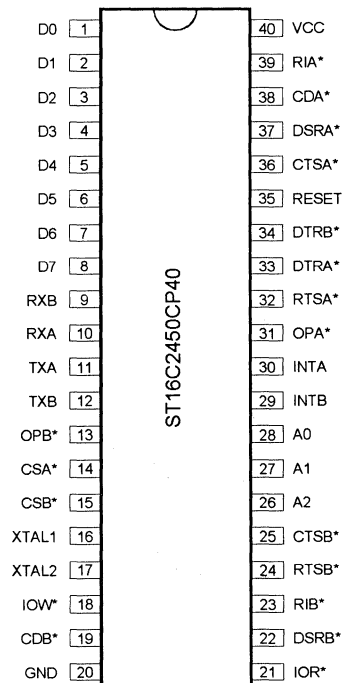 D0 1 40 VCC
D1 2 39 RIA*
D2 3 38 CDA*
D3 4 37 DSRA*
D4 5 36 CTSA*
D5 6 35 RESET
D6 7 34 DTRB*
D7 8 33 DTRA*
RXB 9 32 RTSA*
RXA 10 31 OPA*
TXA 11 30 INTA
TXB 12 29 INTB
OPB* 13 28 A0
CSA* 14 27 A1
CSB* 15 26 A2
XTAL1 16 25 CTSB*
XTAL2 17 24 RTSB*
IOW* 18 23 RIB*
CDB* 19 22 DSRB*
GND 20 21 IOR*
ST16C2450CP40